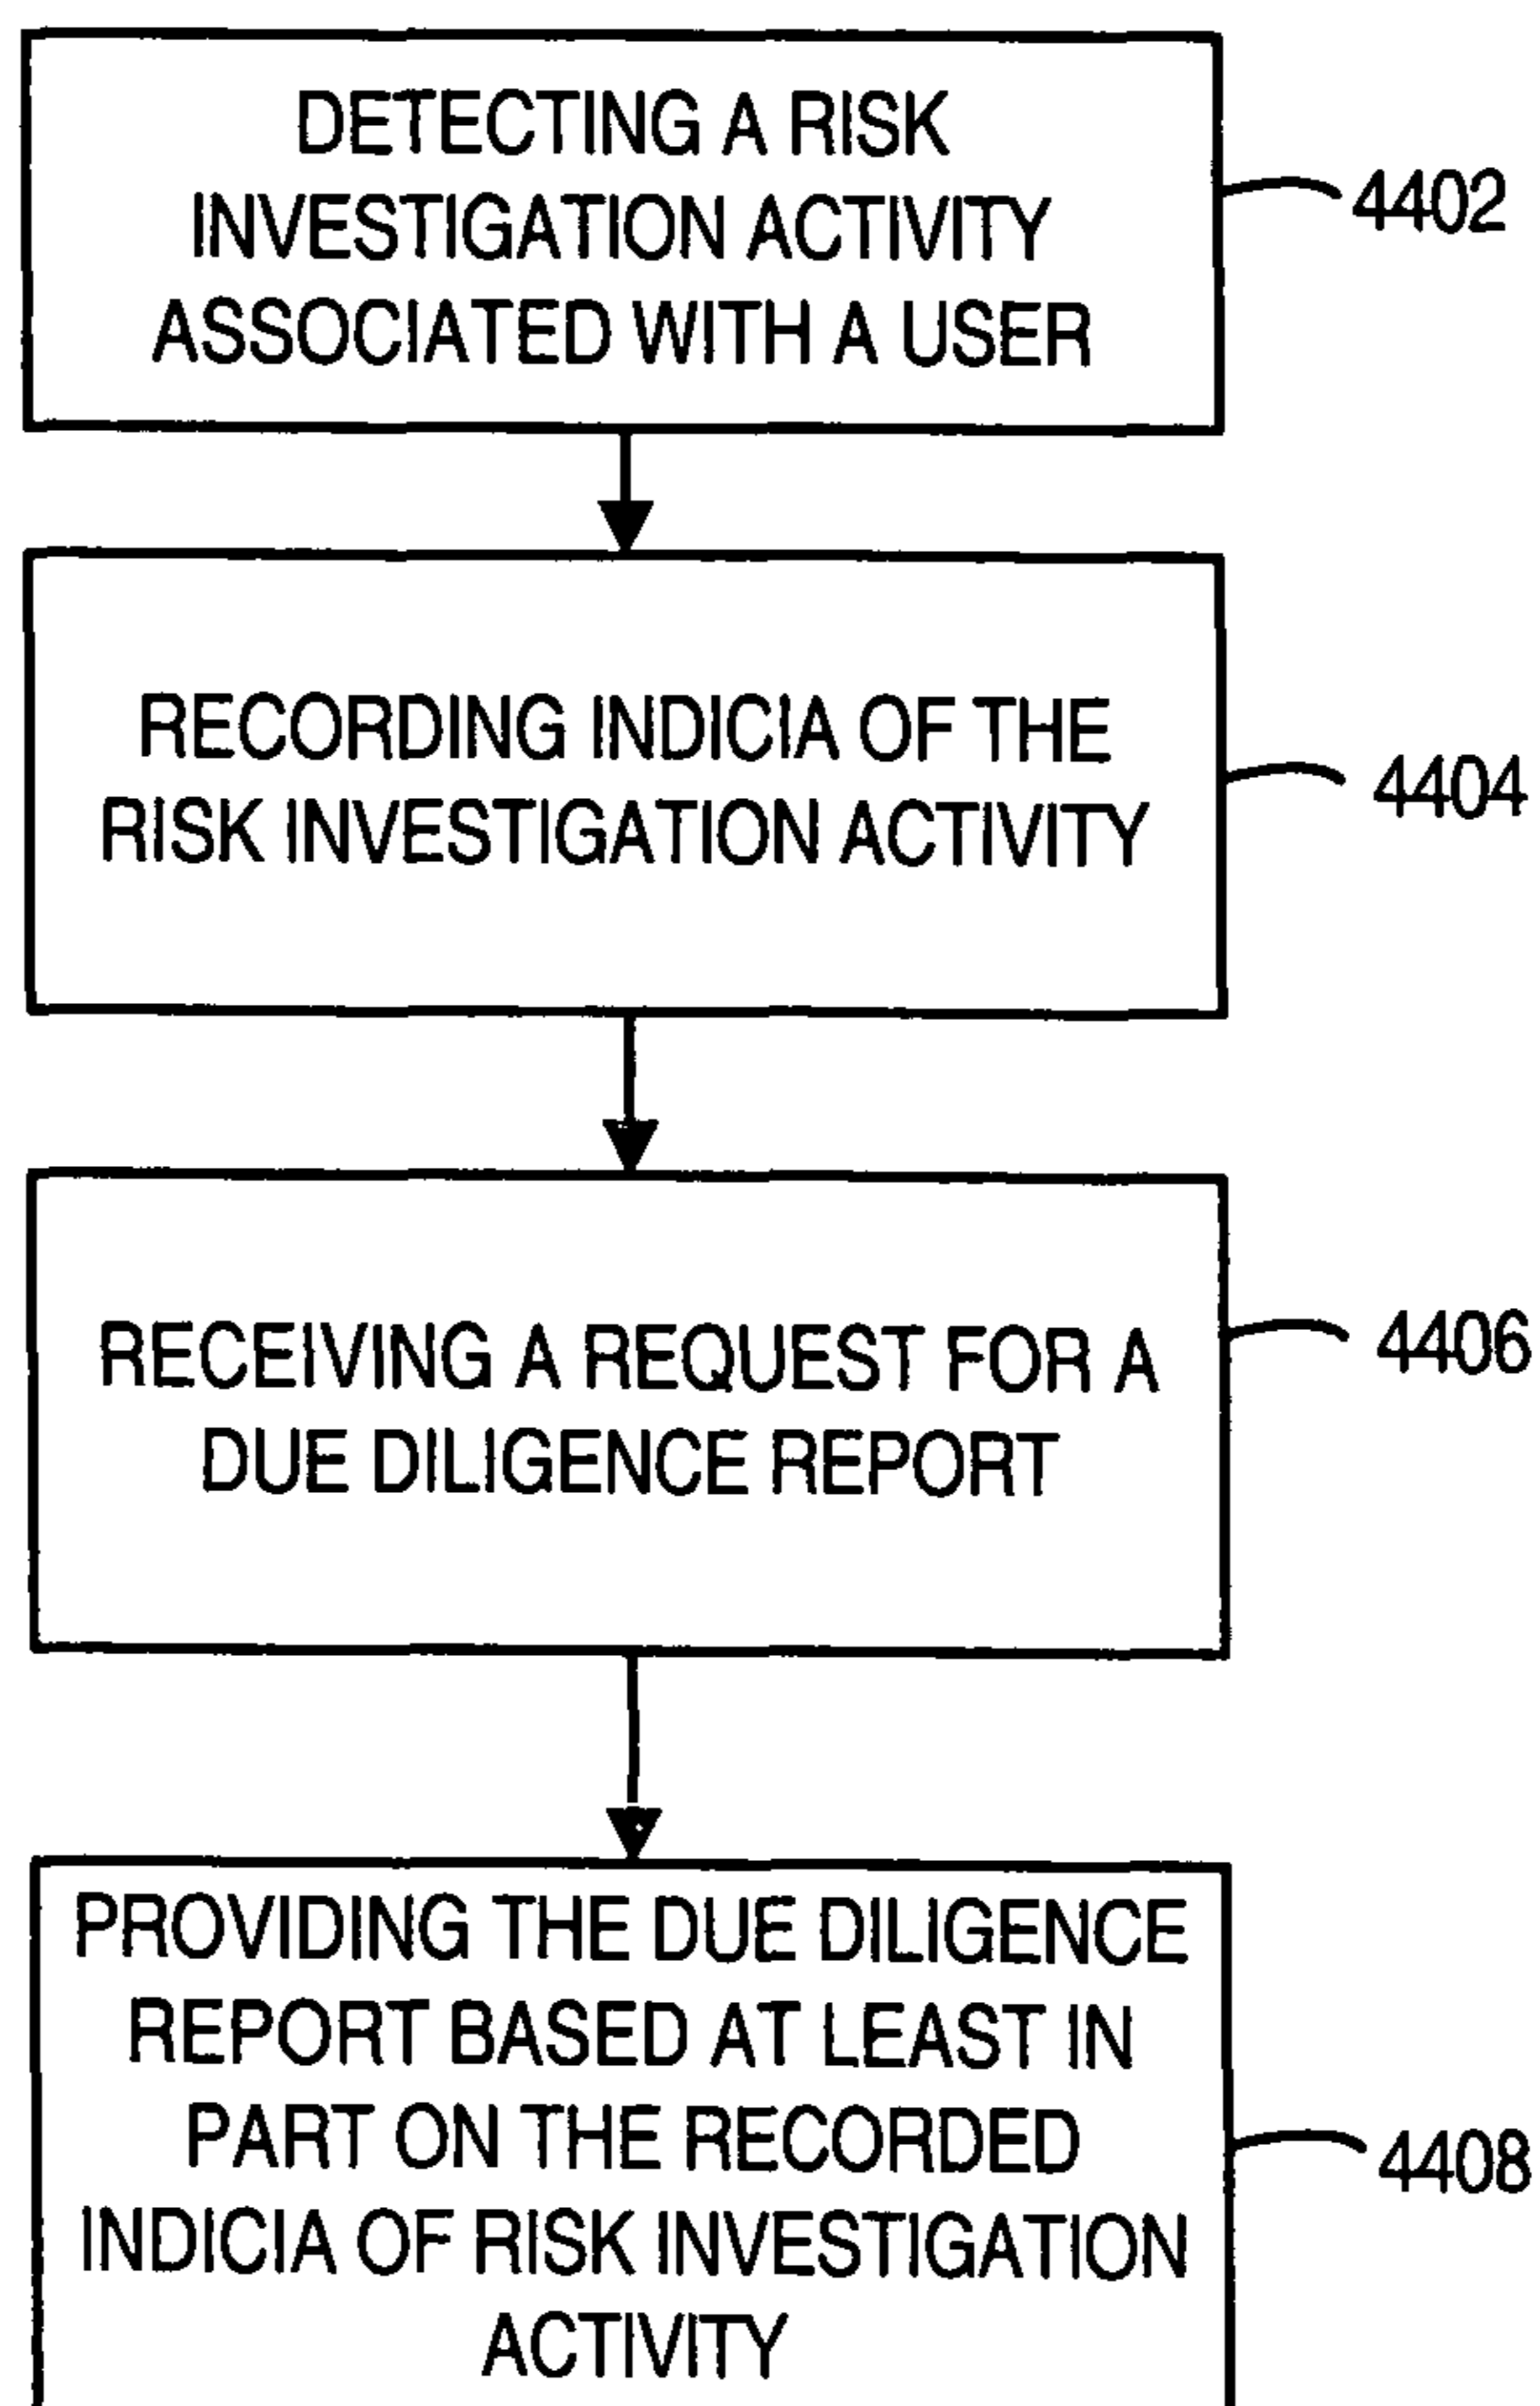 DETECTING A RISK
INVESTIGATION ACTIVITY
ASSOCIATED WITH A USER
4402
RECORDING INDICIA OF THE
RISK INVESTIGATION ACTIVITY
4404
RECEIVING A REQUEST FOR A
DUE DILIGENCE REPORT
4406
PROVIDING THE DUE DILIGENCE
REPORT BASED AT LEAST IN
PART ON THE RECORDED
INDICIA OF RISK INVESTIGATION
ACTIVITY
4408